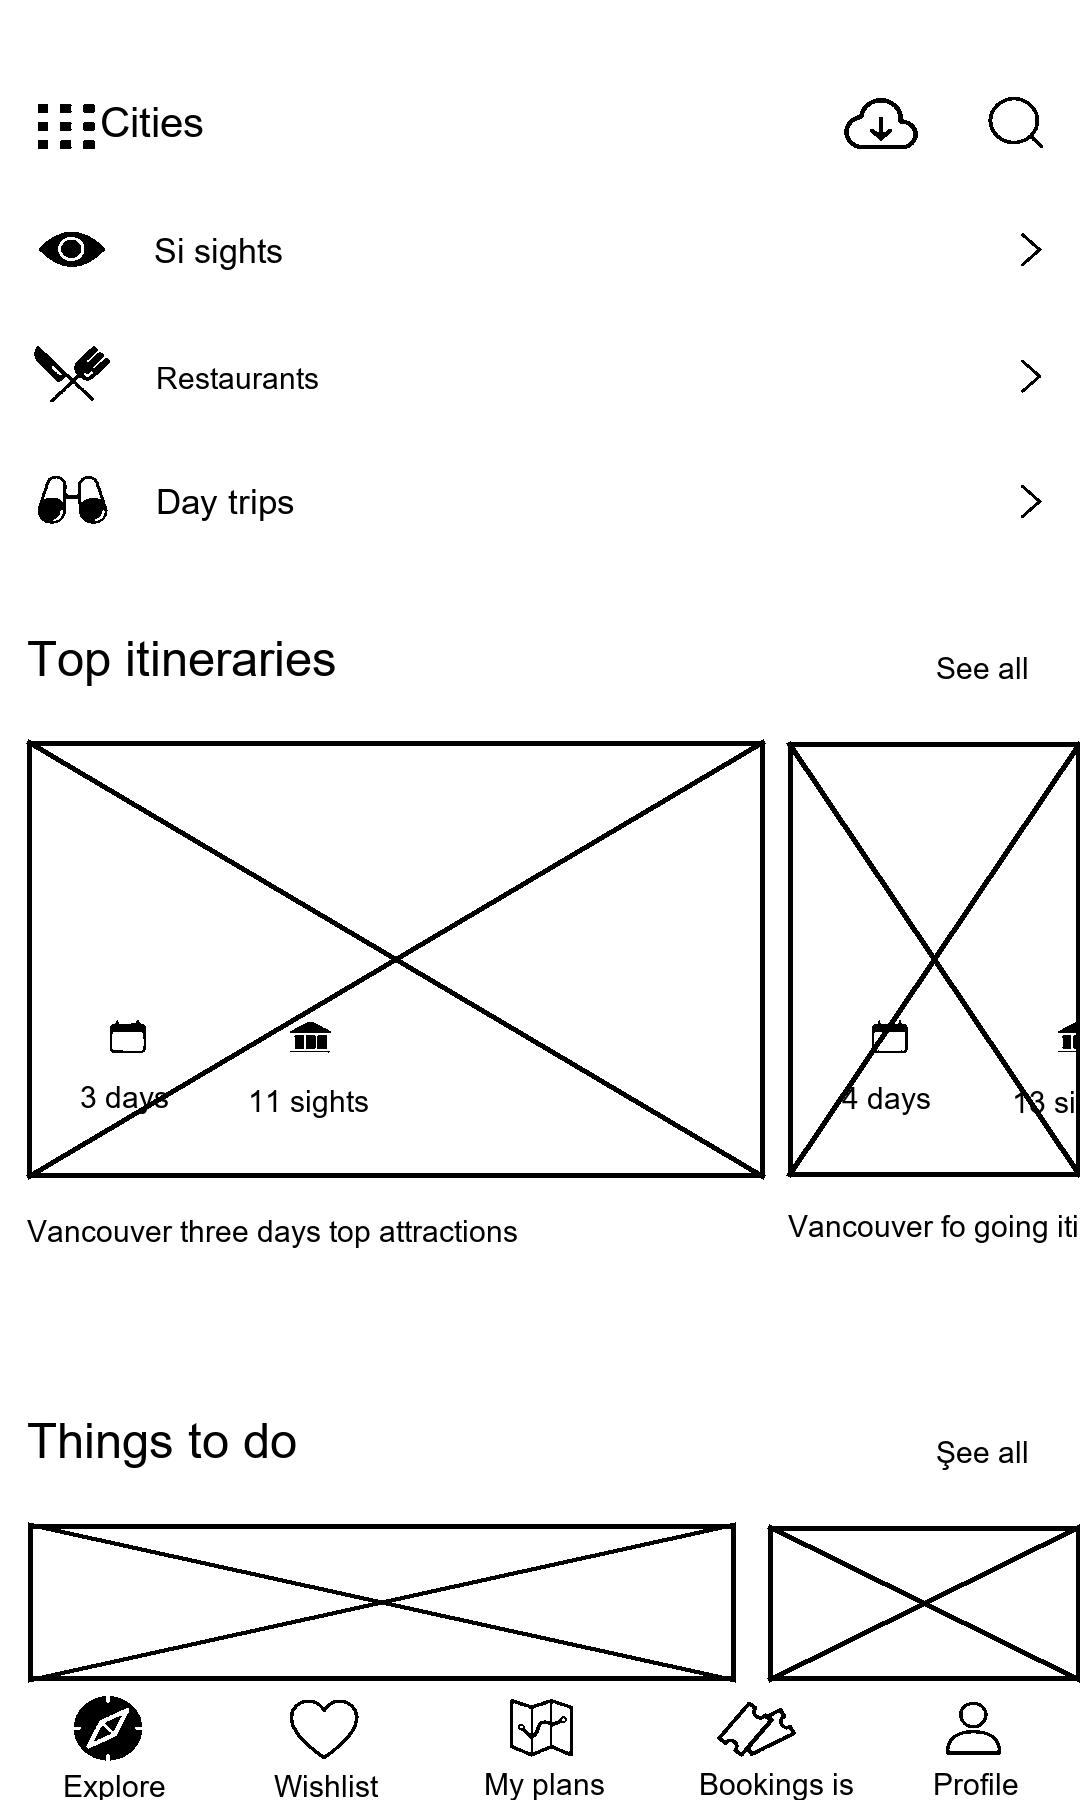 Cities
Si sights
Restaurants
Day trips
Top itineraries
See all
3 days
11 sights
4 days
13 si
Vancouver three days top attractions
Vancouver fo going iti
Things to do
Şee all
Explore
Wishlist
My plans
Bookings is
Profile